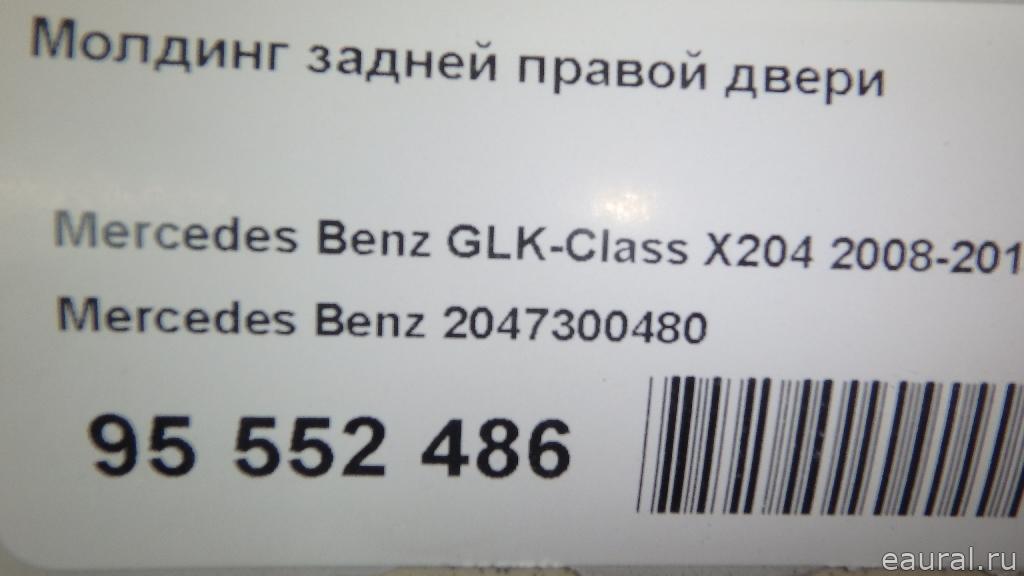 Молдинг задней правой двери
Mercedes Benz GLK-Class X204 2008-201
Mercedes Benz 2047300480
95 552 486
eaural.ru